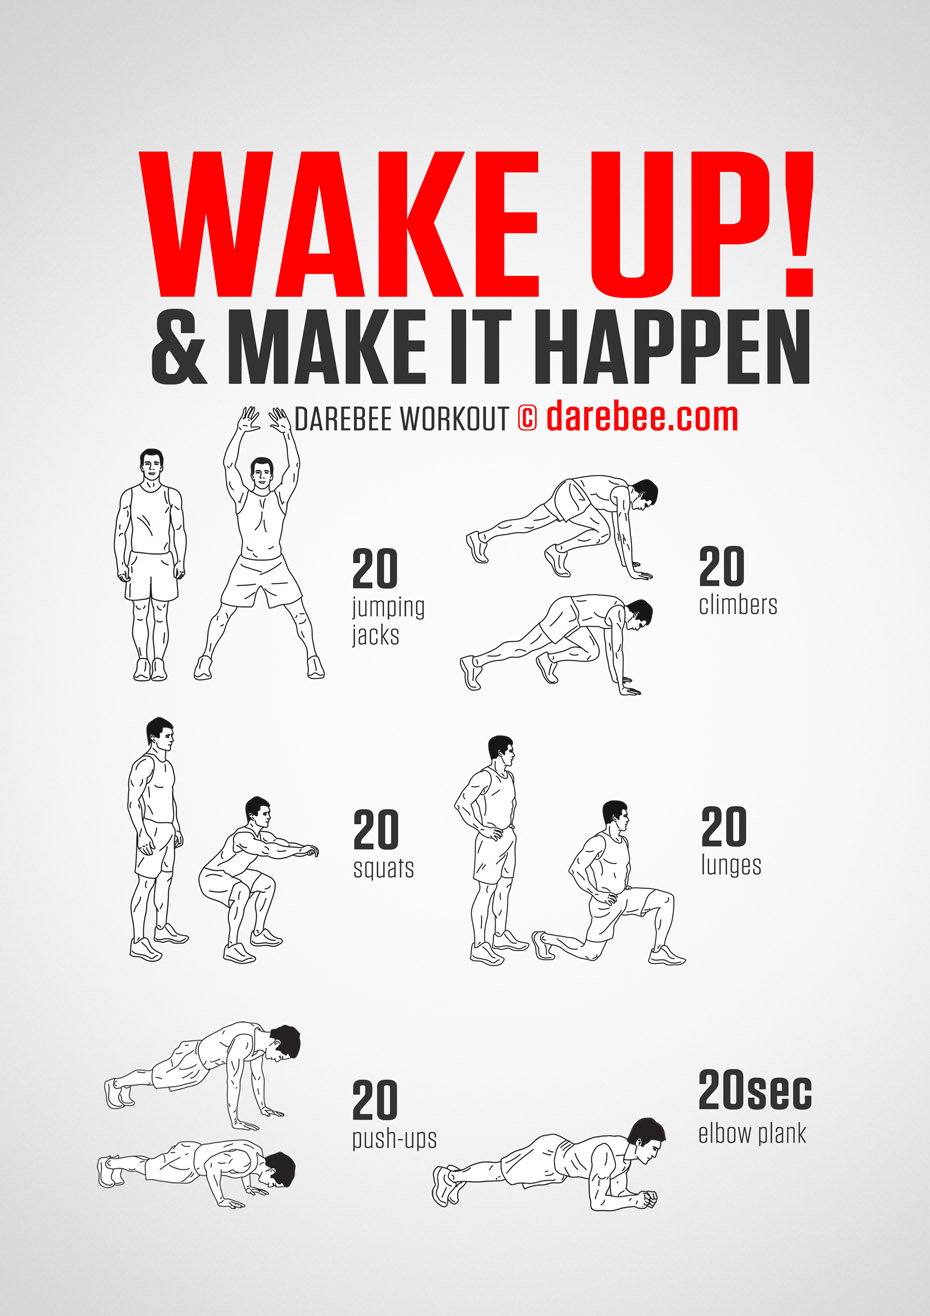 WAKE UP!
& MAKE IT HAPPEN
DAREBEE WORKOUT © darebee.com
20
jumping
jacks
20
climbers
20
squats
20
lunges
20
push-ups
20sec
elbow plank